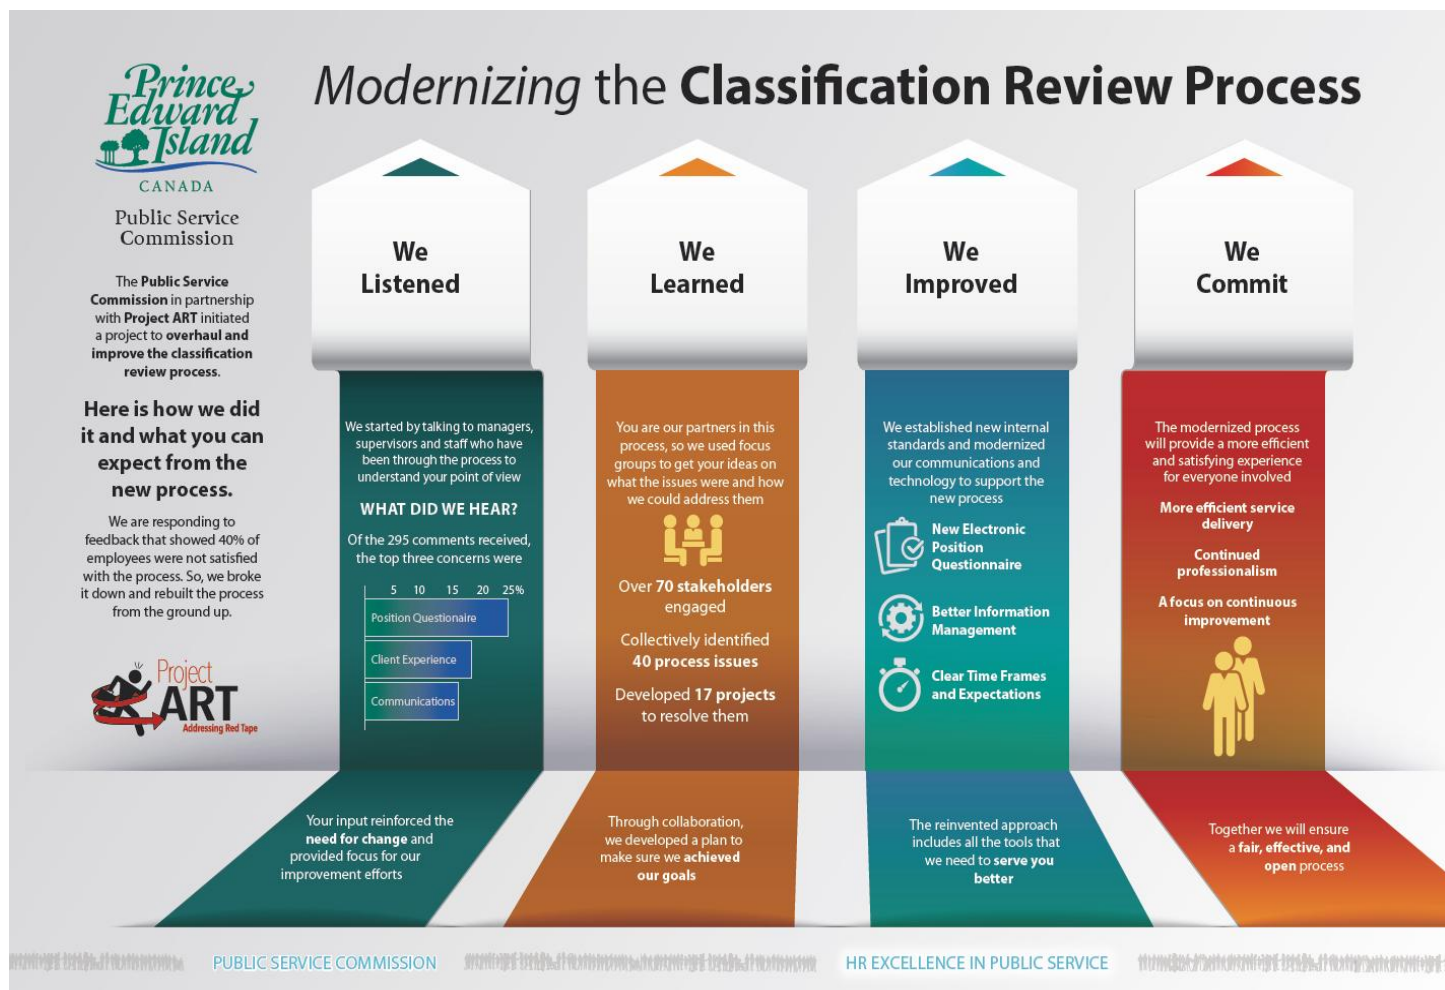 Prince
Edward
Island
CANADA
Public Service
Commission
The Public Service
Commission in partnership
with Project ART initiated
a project to overhaul and
improve the classification
review process.
Here is how we did
it and what you can
expect from the
new process.
We are responding to
feedback that showed 40% of
employees were not satisfied
with the process. So, we broke
it down and rebuilt the process
from the ground up.
Project
ART
Addressing Red Tape
Modernizing the Classification Review Process
We
Listened
We started by talking to managers,
supervisors and staff who have
been through the process to
understand your point of view
WHAT DID WE HEAR?
Of the 295 comments received,
the top three concerns were
5 10 15 20 25%
Position Questionaire
Client Experience
Communications
Your input reinforced the
need for change and
provided focus for our
improvement efforts
We
Learned
You are our partners in this
process, so we used focus
groups to get your ideas on
what the issues were and how
we could address them
Over 70 stakeholders
engaged
Collectively identified
40 process issues
Developed 17 projects
to resolve them
Through collaboration,
we developed a plan to
make sure we achieved
our goals
We
Improved
We established new internal
standards and modernized
our communications and
technology to support the
new process
New Electronic
Position
Questionnaire
Better Information
Management
Clear Time Frames
and Expectations
The reinvented approach
includes all the tools that
we need to serve you
better
We
Commit
The modernized process
will provide a more efficient
and satisfying experience
for everyone involved
More efficient service
delivery
Continued
professionalism
A focus on continuous
improvement
Together we will ensure
a fair, effective, and
open process
PUBLIC SERVICE COMMISSION
HR EXCELLENCE IN PUBLIC SERVICE